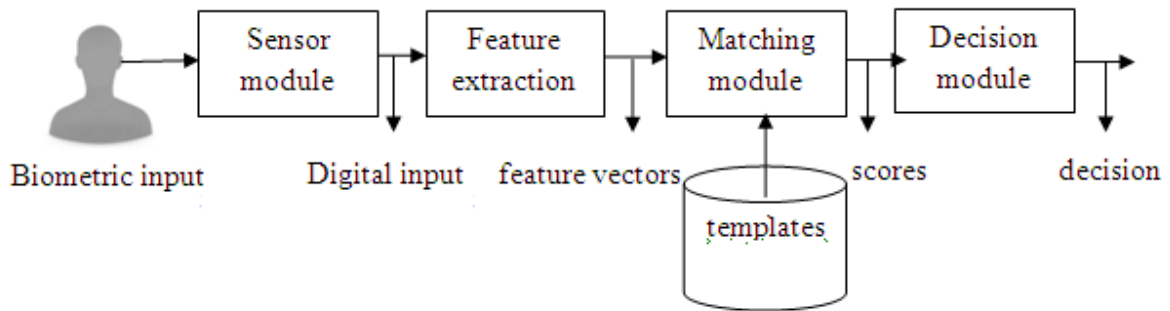 Sensor
module
Feature
extraction
Matching
module
Decision
module
Biometric input
Digital input
feature vectors
scores
decision
templates